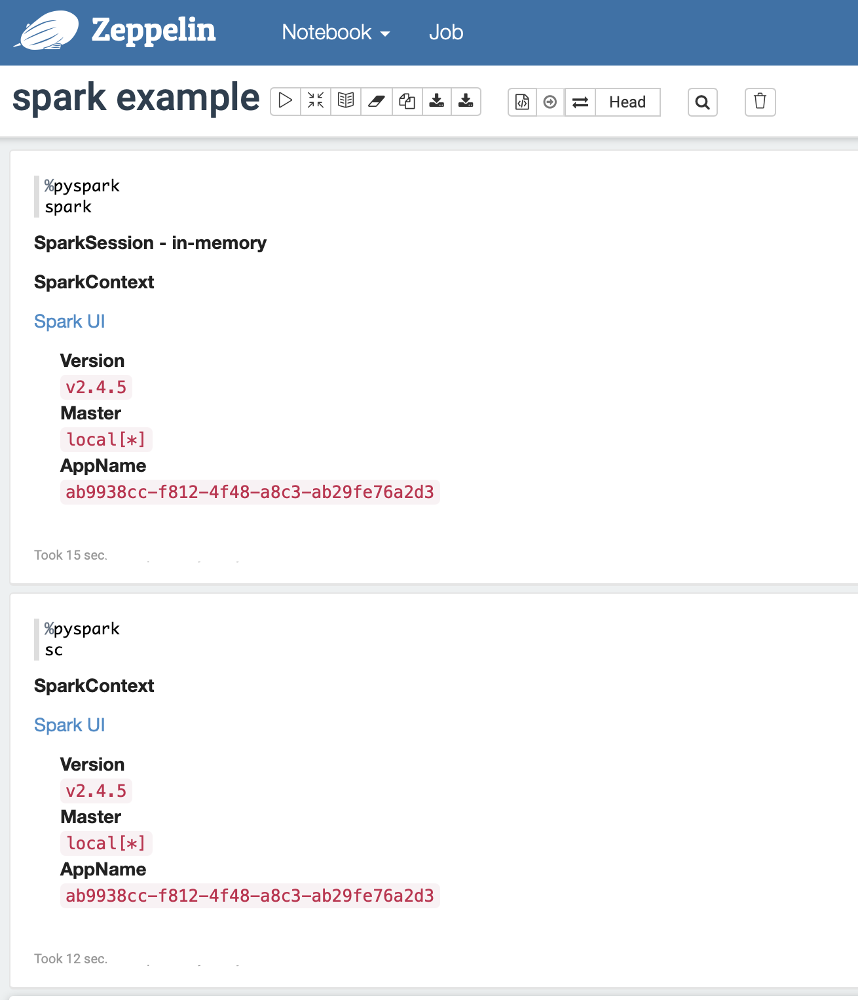 Zeppelin
Notebook
Job
spark example
Head
%pyspark
spark
SparkSession - in-memory
SparkContext
Spark UI
Version
v2.4.5
Master
local[*]
AppName
ab9938cc-f812-4f48-a8c3-ab29fe76a2d3
Took 15 sec.
%pyspark
sc
SparkContext
Spark UI
Version
v2.4.5
Master
local[*]
AppName
ab9938cc-f812-4f48-a8c3-ab29fe76a2d3
Took 12 sec.